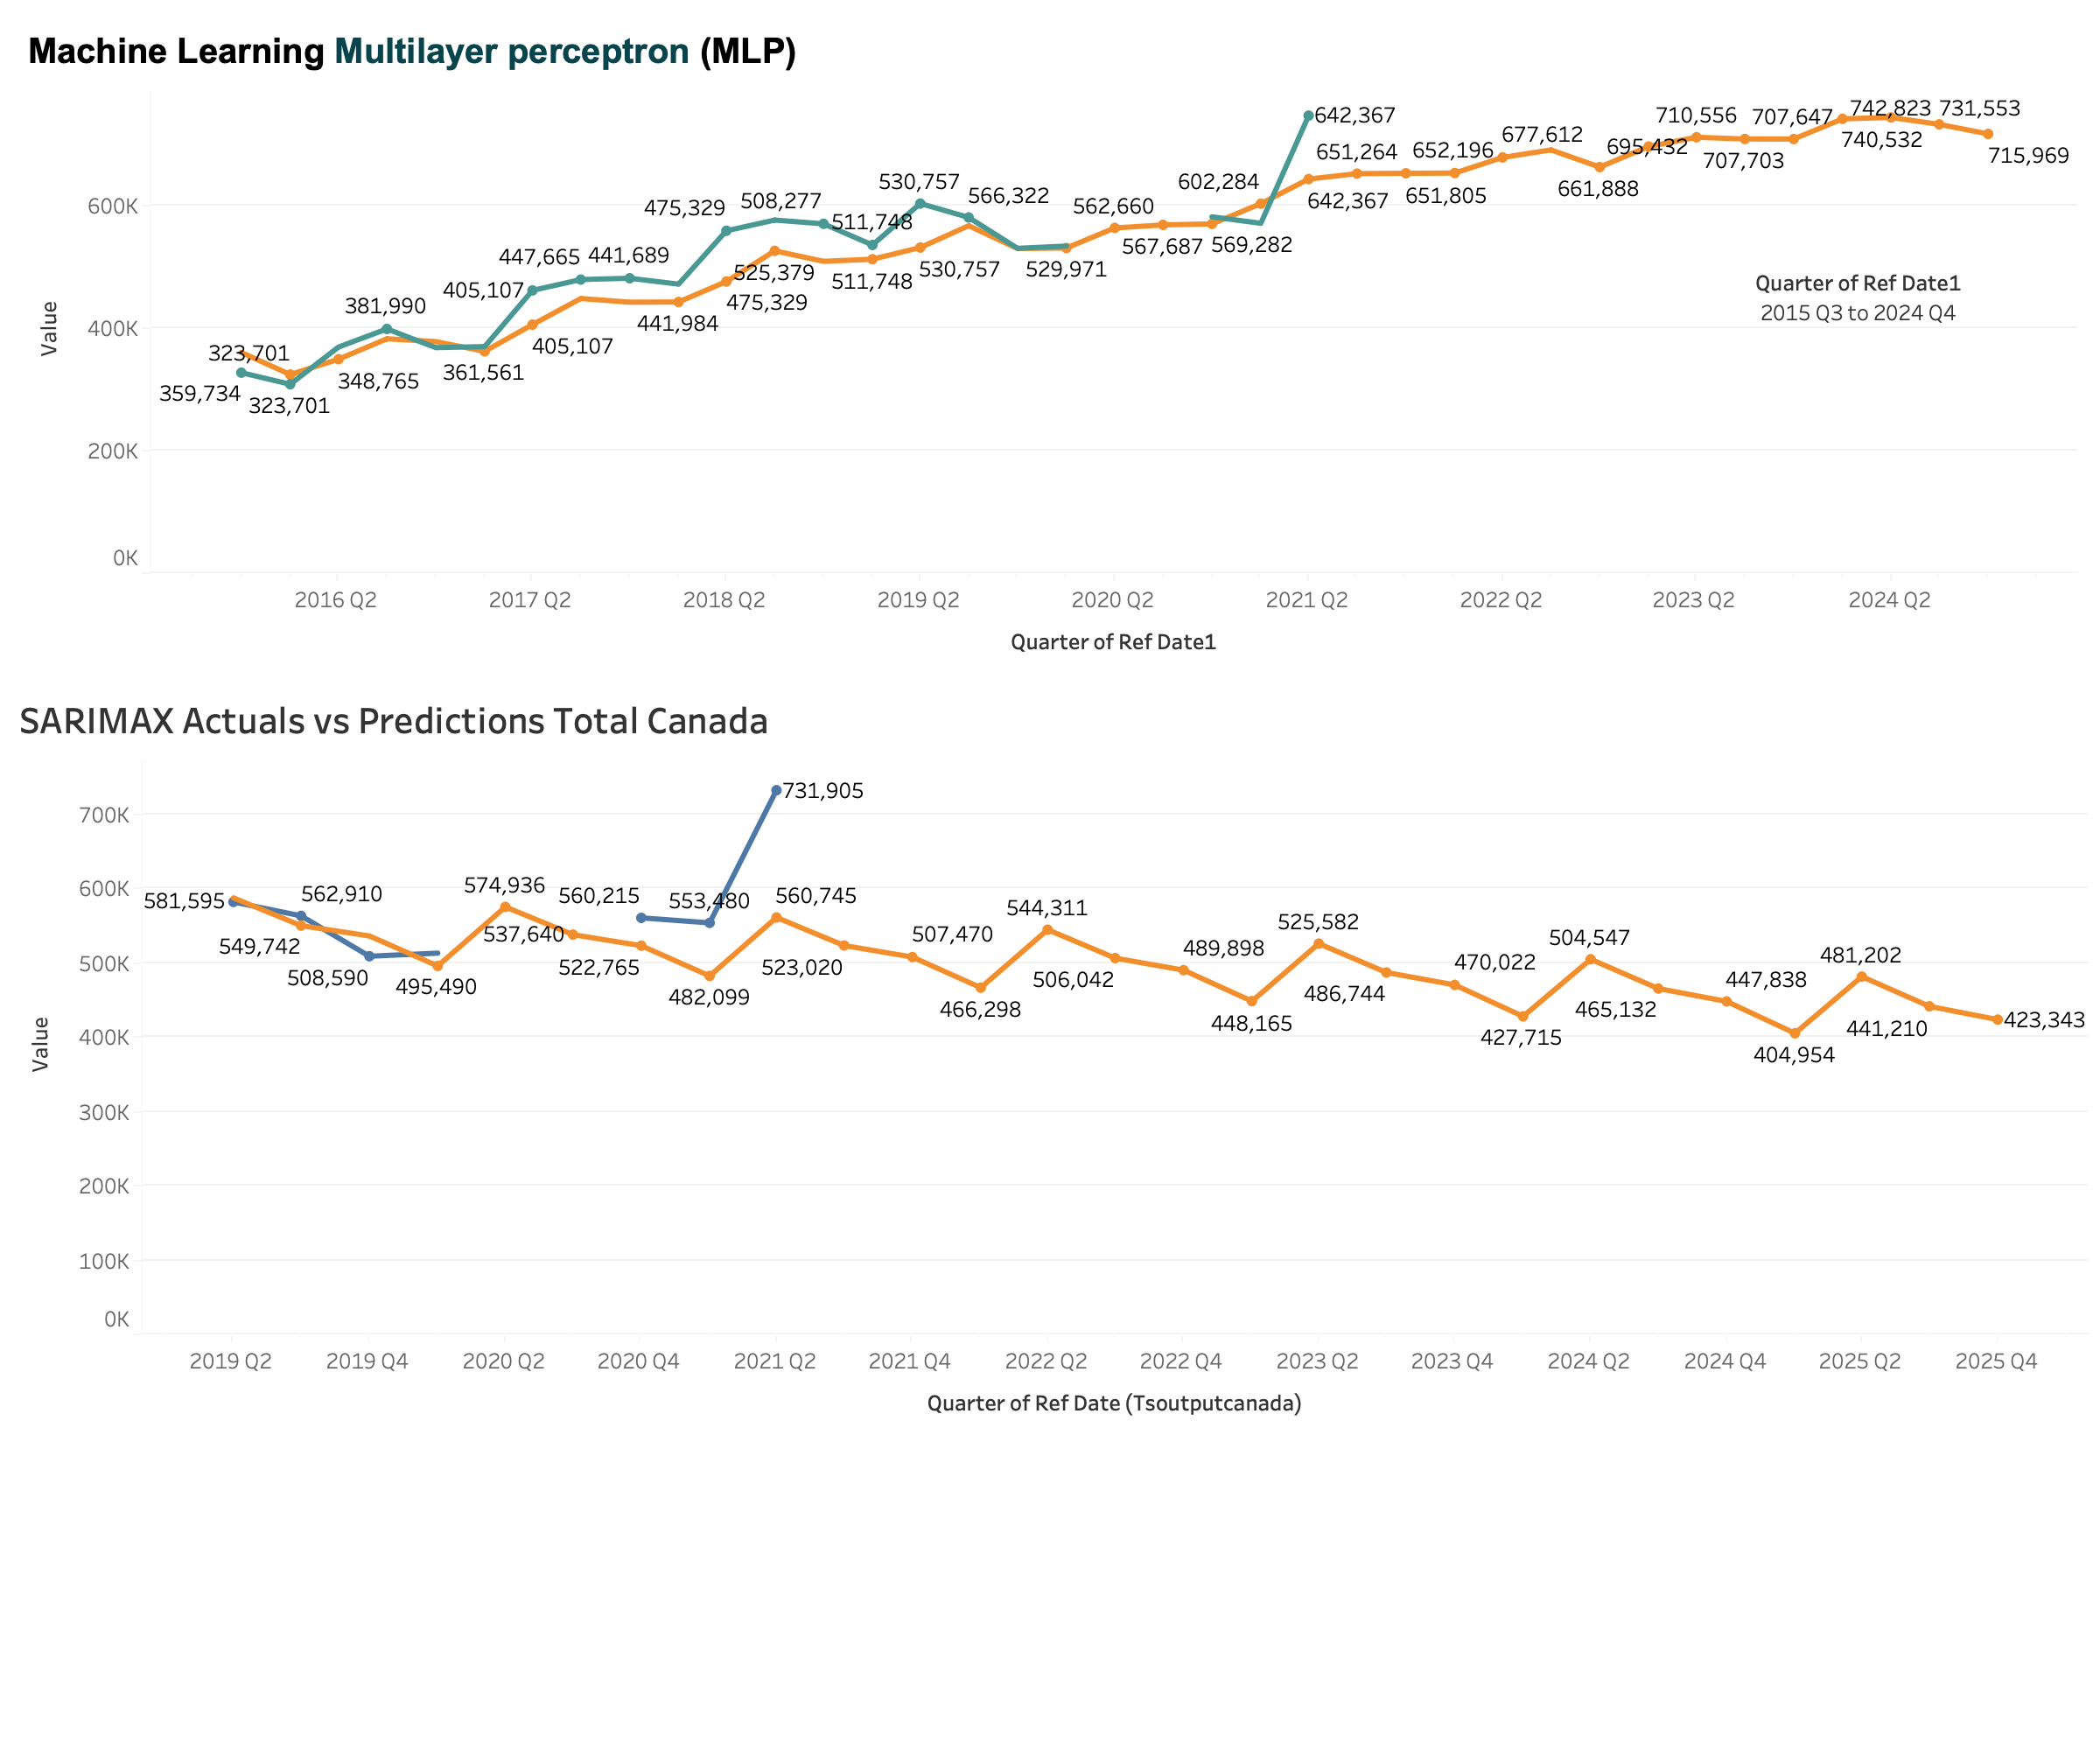 Machine Learning Multilayer perceptron (MLP)
642,367
710,556 707,647 742,823 731,553
651,264 652,196 677,612 695,432 740,532
707,703 715,969
530,757 566,322 602,284 661,888
475,329 508,277 511,748 562,660 642,367 651,805
600K
447,665 441,689 525,379 567,687 569,282
381,990 405,107 475,329 511,748 530,757 529,971
400K
441,984
323,701 405,107
359,734 348,765 361,561
323,701
Quarter of Ref Date1
2015 Q3 to 2024 Q4
Value
200K
0K
2016 Q2 2017 Q2 2018 Q2 2019 Q2 2020 Q2 2021 Q2 2022 Q2 2023 Q2 2024 Q2
Quarter of Ref Date1
SARIMAX Actuals vs Predictions Total Canada
731,905
700K
600K
581,595 562,910 574,936 560,215 553,480 560,745 544,311 525,582
549,742 537,640 507,470 489,898 504,547
500K
508,590 495,490 522,765 482,099 523,020 466,298 506,042 448,165 486,744 470,022 465,132 447,838 481,202
427,715 404,954 441,210 423,343
400K
Value
300K
200K
100K
0K
2019 Q2 2019 Q4 2020 Q2 2020 Q4 2021 Q2 2021 Q4 2022 Q2 2022 Q4 2023 Q2 2023 Q4 2024 Q2 2024 Q4 2025 Q2 2025 Q4
Quarter of Ref Date (Tsoutputcanada)